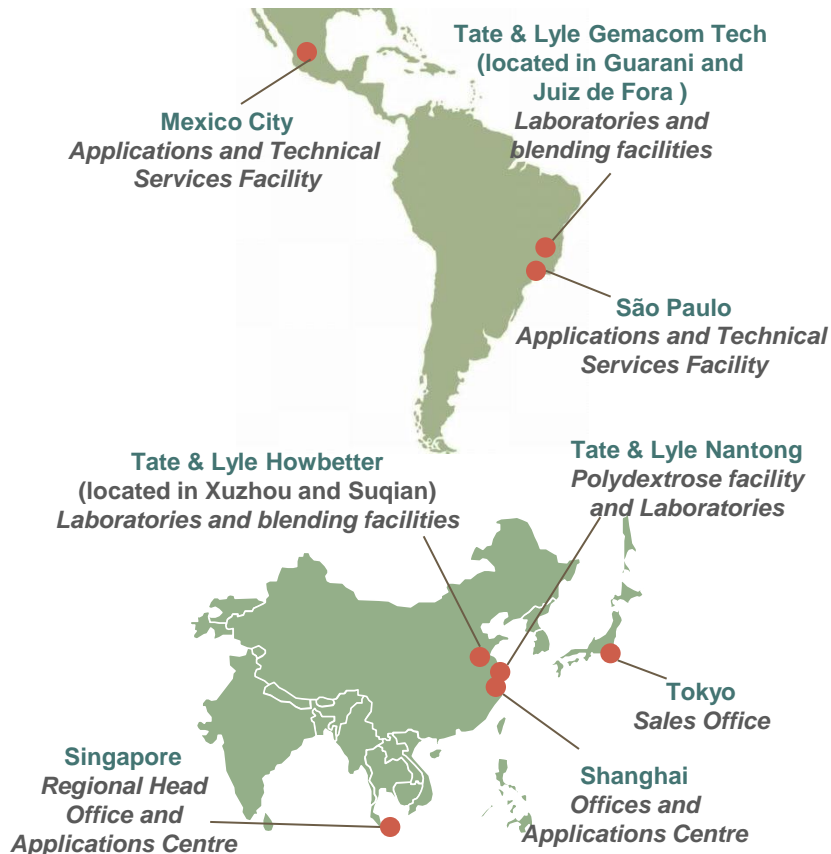 Tate & Lyle Gemacom Tech
(located in Guarani and
Juiz de Fora )
Laboratories and
blending facilities
Mexico City
Applications and Technical
Services Facility
São Paulo
Applications and Technical
Services Facility
Tate & Lyle Howbetter
(located in Xuzhou and Suqian)
Laboratories and blending facilities
Tate & Lyle Nantong
Polydextrose facility
and Laboratories
Tokyo
Sales Office
Singapore
Regional Head
Office and
Applications Centre
Shanghai
Offices and
Applications Centre